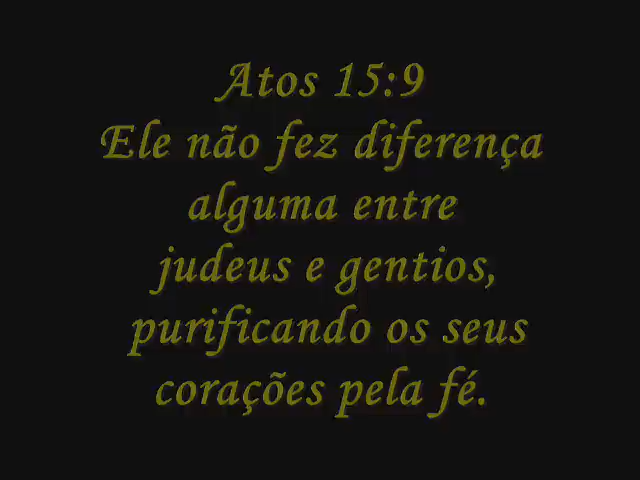 Atos 15:9
Ele não fez diferença
alguma entre
judeus e gentios,
purificando os seus
corações pela fé.